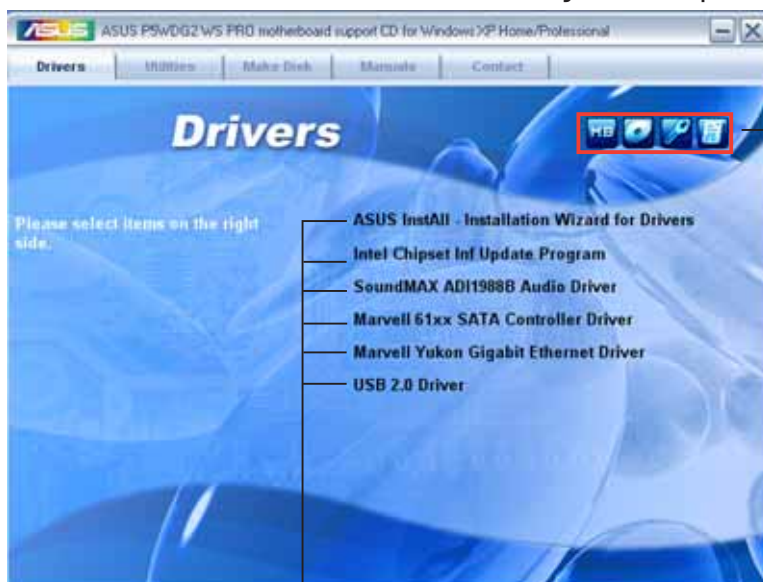 ASUS ASUS P5WDG2 WS PRO motherboard support CD for Windows XP Home/Professional
Drivers Utilities Make Disk Manuals Contact
Drivers
MB
Please select items on the right
side.
ASUS InstAll - Installation Wizard for Drivers
Intel Chipset Inf Update Program
SoundMAX ADI1988B Audio Driver
Marvell 61xx SATA Controller Driver
Marvell Yukon Gigabit Ethernet Driver
USB 2.0 Driver